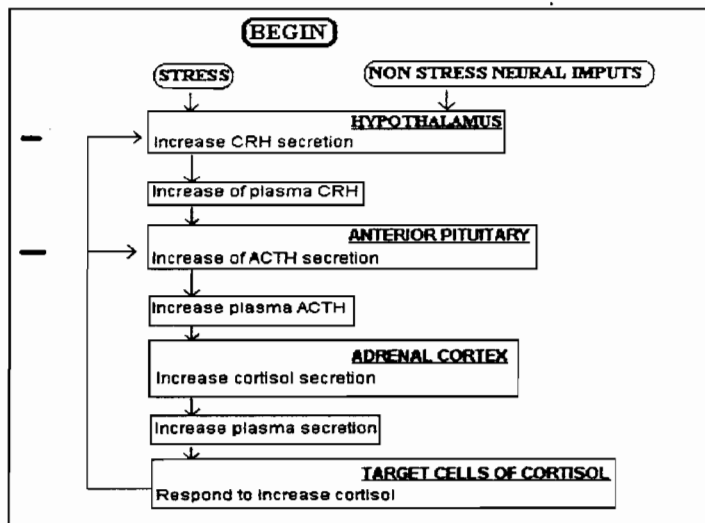 BEGIN
STRESS
NON STRESS NEURAL IMPUTS
HYPOTHALAMUS
Increase CRH secretion
Increase of plasma CRH
ANTERIOR PITUITARY
Increase of ACTH secretion
Increase plasma ACTH
ADRENAL CORTEX
Increase cortisol secretion
Increase plasma secretion
TARGET CELLS OF CORTISOL
Respond to increase cortisol